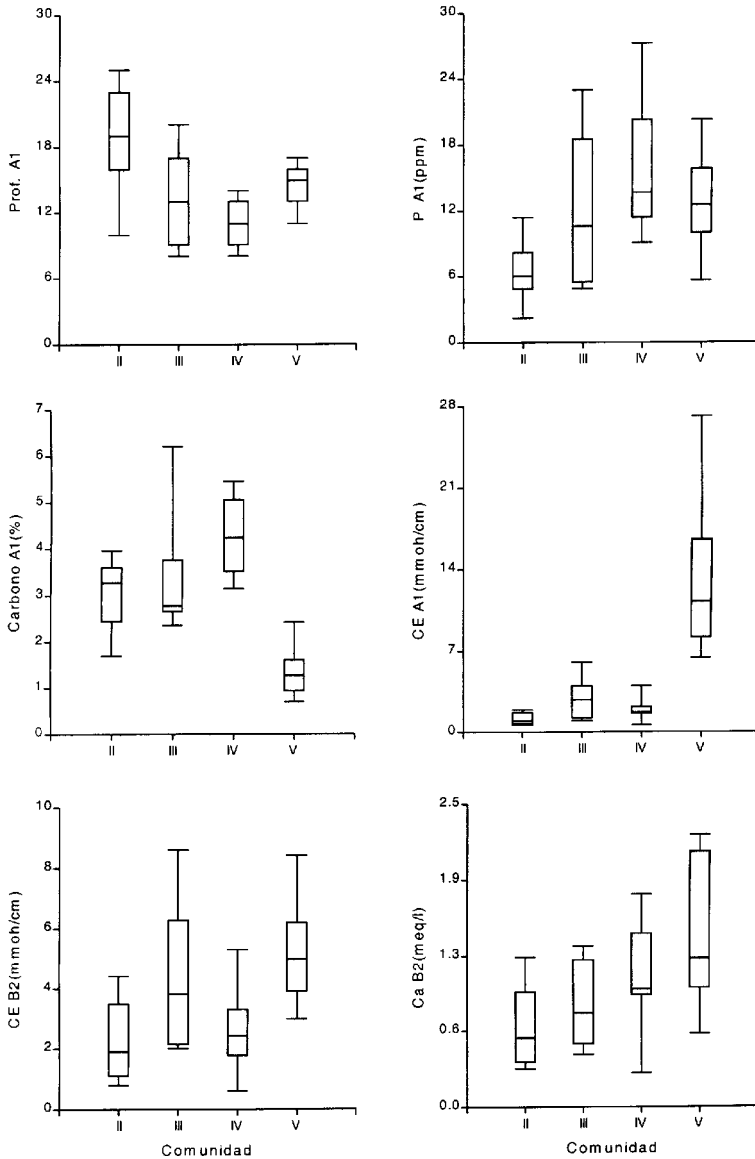 30
24
18
12
6
0
Prof. A1
II III IV V
30
24
18
12
6
0
P A1(ppm)
II III IV V
7
6
5
4
3
2
1
0
Carbono A1(%)
II III IV V
28
21
14
7
0
CE A1(mmoh/cm)
II III IV V
10
8
6
4
2
0
CE B2(mmoh/cm)
II III IV V
Comunidad
2.5
1.9
1.3
0.6
0.0
Ca B2(meq/l)
II III IV V
Comunidad